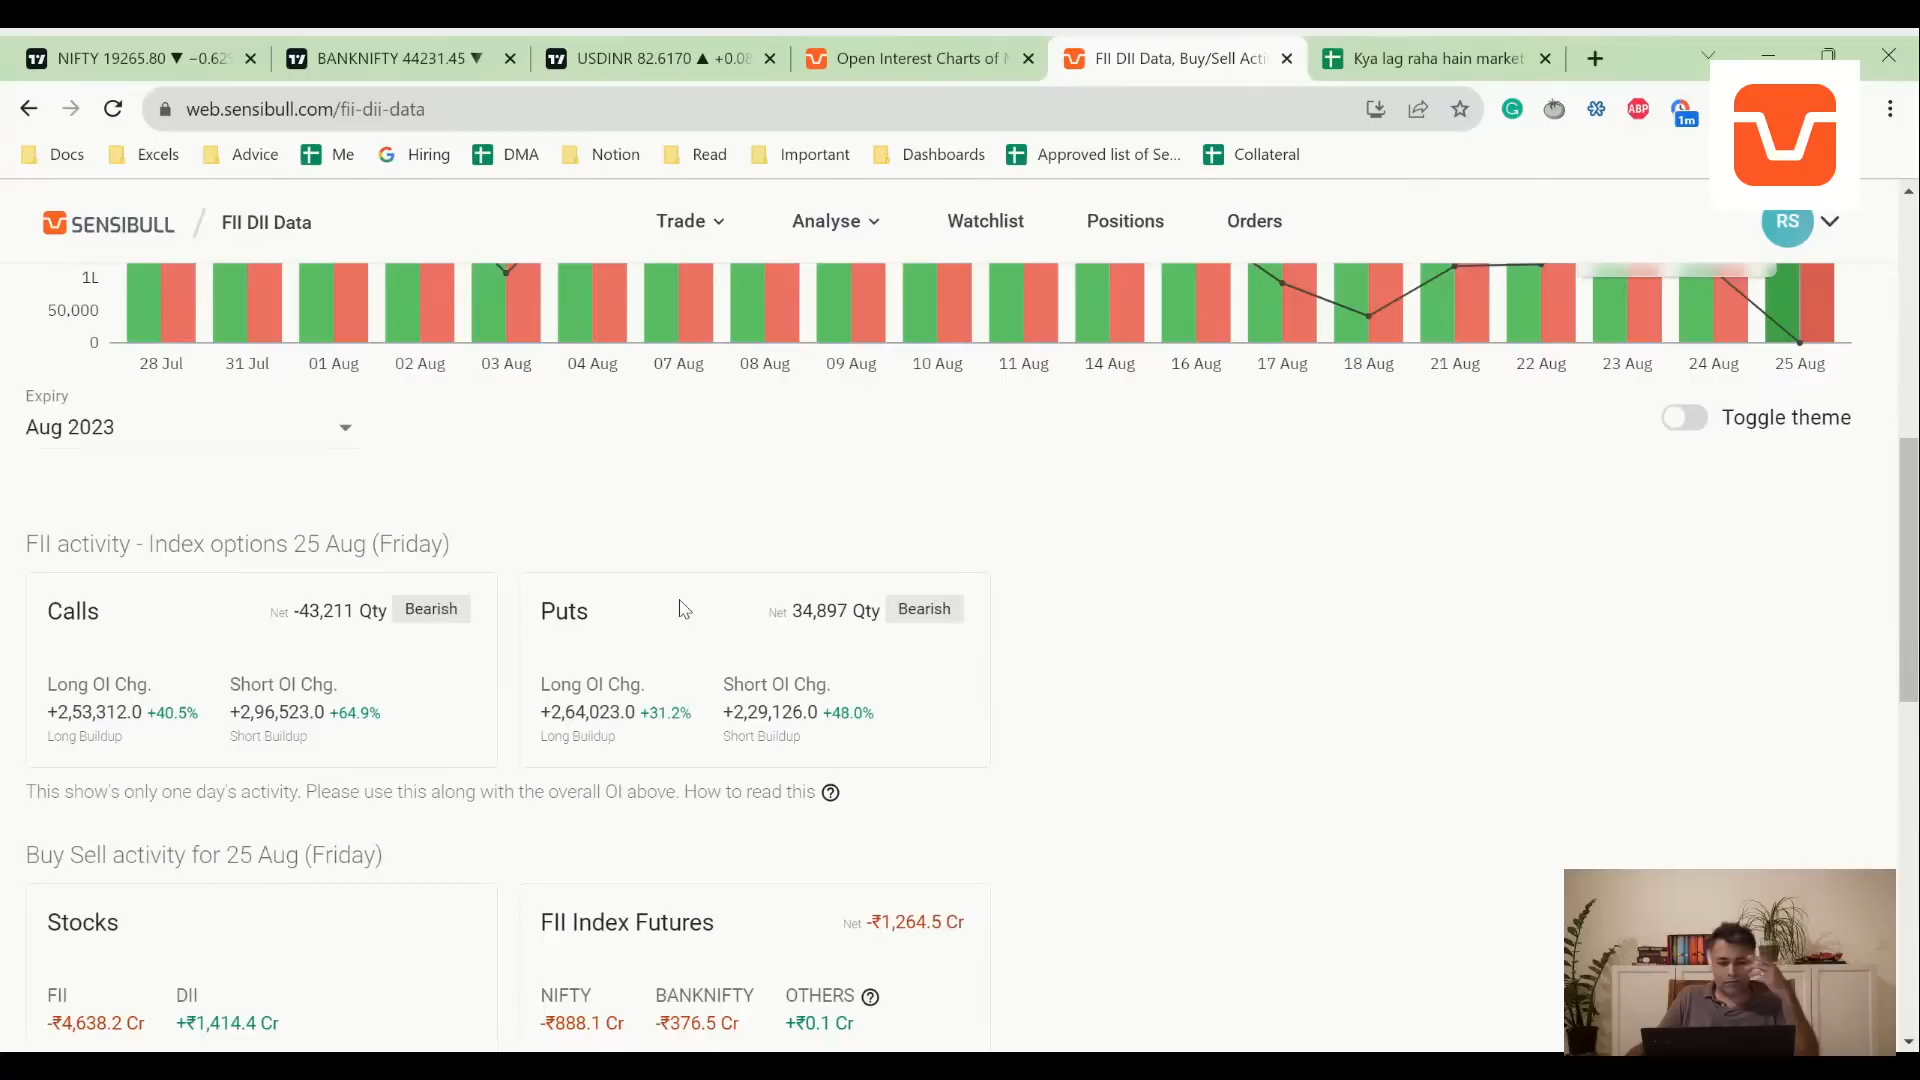 NIFTY 19265.80 ▼ −0.62
BANKNIFTY 44231.45 ▼
USDINR 82.6170 ▲ +0.08
Open Interest Charts of
FII DII Data, Buy/Sell Acti
Kya lag raha hain market
web.sensibull.com/fii-dii-data
ABP
1m
Docs
Excels
Advice
Me
Hiring
DMA
Notion
Read
Important
Dashboards
Approved list of Se...
Collateral
SENSIBULL / FII DII Data
Trade
Analyse
Watchlist
Positions
Orders
RS
1L
50,000
0
28 Jul 31 Jul 01 Aug 02 Aug 03 Aug 04 Aug 07 Aug 08 Aug 09 Aug 10 Aug 11 Aug 14 Aug 16 Aug 17 Aug 18 Aug 21 Aug 22 Aug 23 Aug 24 Aug 25 Aug
Expiry
Aug 2023
Toggle theme
FII activity - Index options 25 Aug (Friday)
Calls Net -43,211 Qty Bearish
Long OI Chg. Short OI Chg.
+2,53,312.0 +40.5% +2,96,523.0 +64.9%
Long Buildup Short Buildup
Puts Net 34,897 Qty Bearish
Long OI Chg. Short OI Chg.
+2,64,023.0 +31.2% +2,29,126.0 +48.0%
Long Buildup Short Buildup
This show's only one day's activity. Please use this along with the overall OI above. How to read this ?
Buy Sell activity for 25 Aug (Friday)
Stocks
FII DII
-₹4,638.2 Cr +₹1,414.4 Cr
FII Index Futures Net -₹1,264.5 Cr
NIFTY BANKNIFTY OTHERS ?
-₹888.1 Cr -₹376.5 Cr +₹0.1 Cr